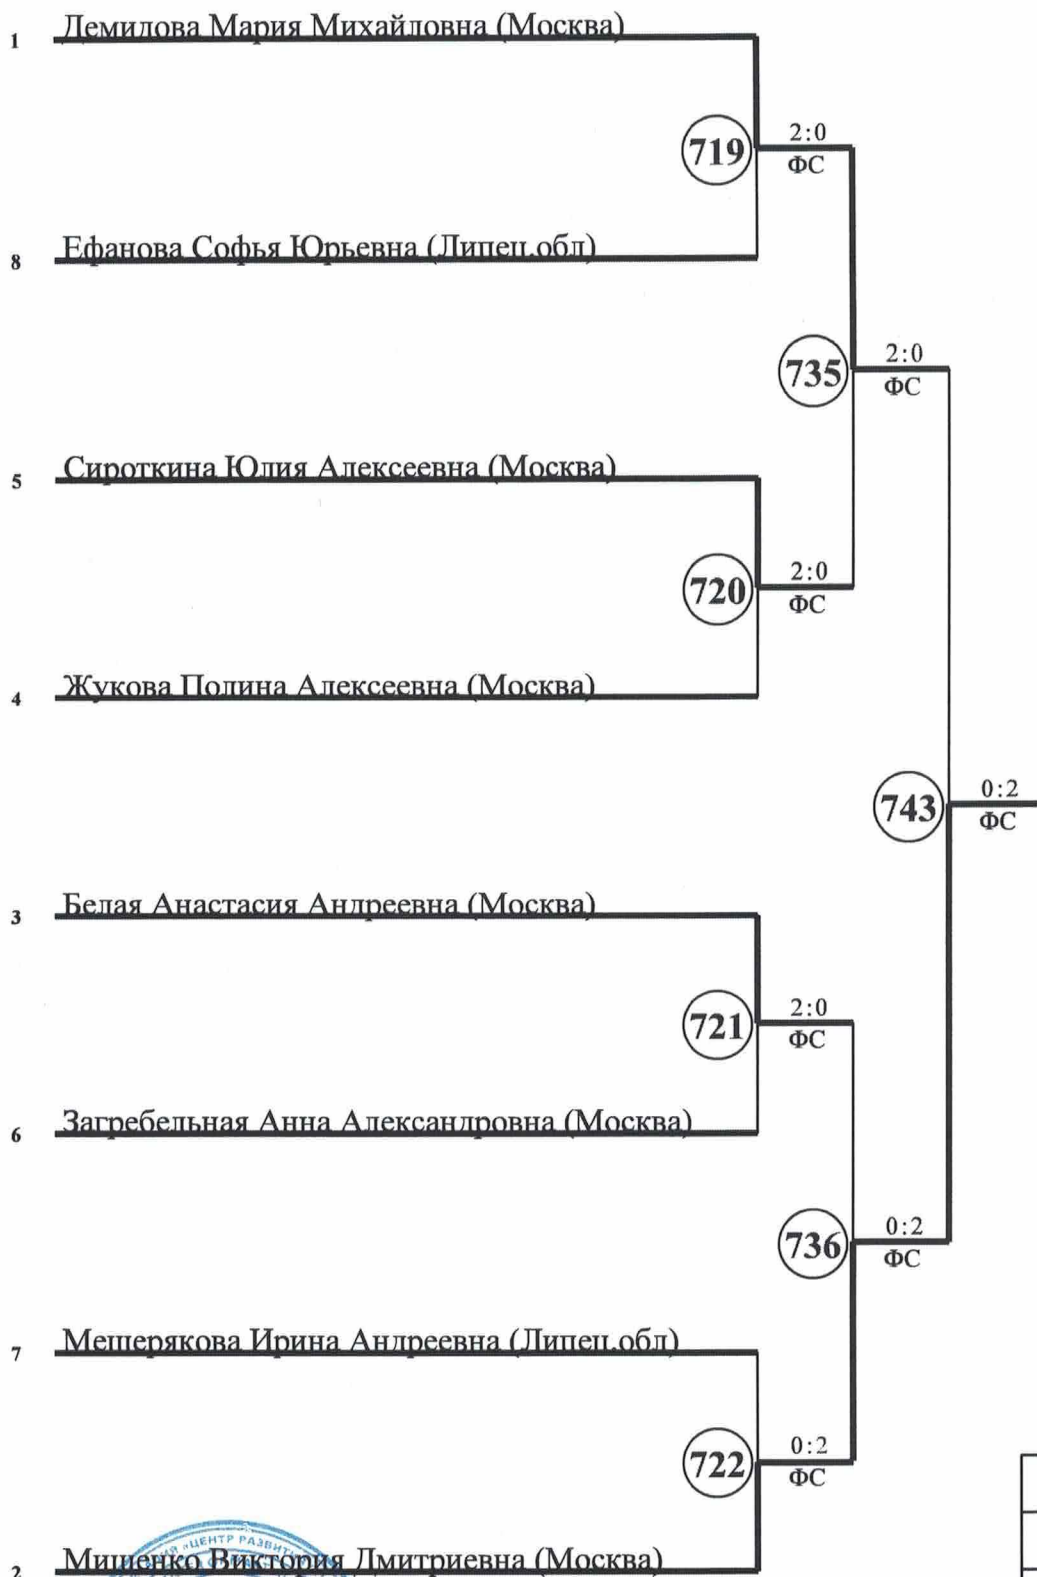 1 Демидова Мария Михайловна (Москва)
719 2:0
ФС
8 Ефанова Софья Юрьевна (Липец.обл)
735 2:0
ФС
5 Сироткина Юлия Алексеевна (Москва)
720 2:0
ФС
4 Жукова Полина Алексеевна (Москва)
743 0:2
ФС
3 Белая Анастасия Андреевна (Москва)
721 2:0
ФС
6 Загребельная Анна Александровна (Москва)
736 0:2
ФС
7 Мещерякова Ирина Андреевна (Липец.обл)
722 0:2
ФС
«ЦЕНТР
2 Мищенко Виктория Дмитриевна (Москва)